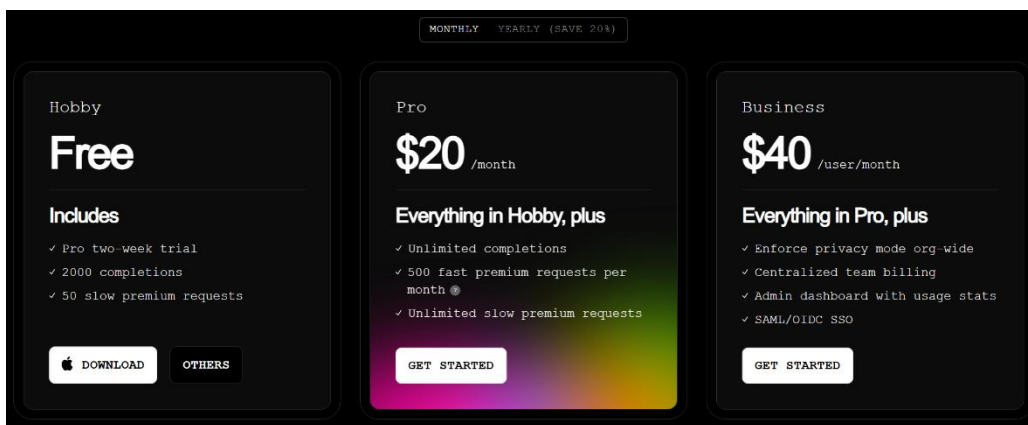 MONTHLY YEARLY (SAVE 20%)
Hobby
Free
Includes
✓ Pro two-week trial
✓ 2000 completions
✓ 50 slow premium requests
DOWNLOAD
OTHERS
Pro
$20 /month
Everything in Hobby, plus
✓ Unlimited completions
✓ 500 fast premium requests per
month ?
✓ Unlimited slow premium requests
GET STARTED
Business
$40 /user/month
Everything in Pro, plus
✓ Enforce privacy mode org-wide
✓ Centralized team billing
✓ Admin dashboard with usage stats
✓ SAML/OIDC SSO
GET STARTED